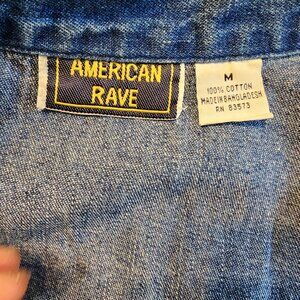 AMERICAN
RAVE
M
100% COTTON
MADE IN BANGLADESH
RN 83573